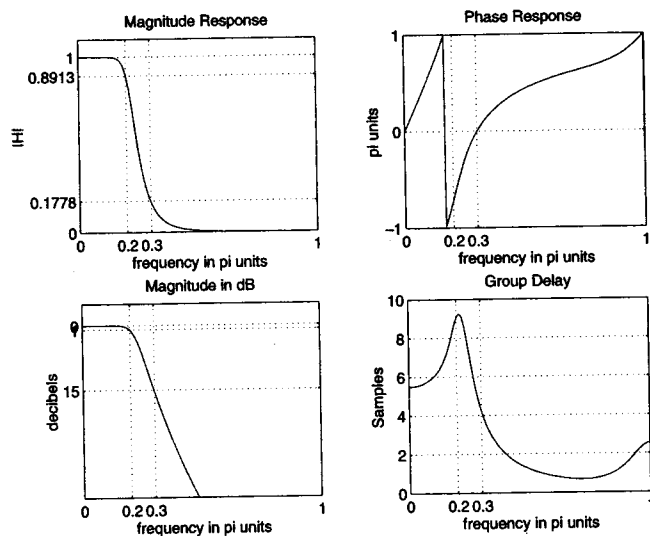 Magnitude Response
1
0.8913
|H|
0.1778
0
0 0.2 0.3 1
frequency in pi units
Phase Response
1
pi units
0
-1
0 0.2 0.3 1
frequency in pi units
Magnitude in dB
0
1
decibels
15
0 0.2 0.3 1
frequency in pi units
Group Delay
10
8
Samples
6
4
2
0
0 0.2 0.3 1
frequency in pi units